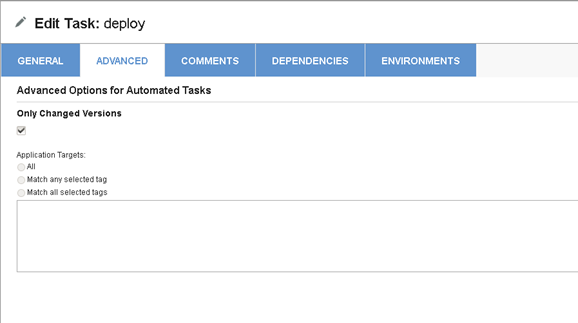 Edit Task: deploy
GENERAL ADVANCED COMMENTS DEPENDENCIES ENVIRONMENTS
Advanced Options for Automated Tasks
Only Changed Versions
Application Targets:
All
Match any selected tag
Match all selected tags